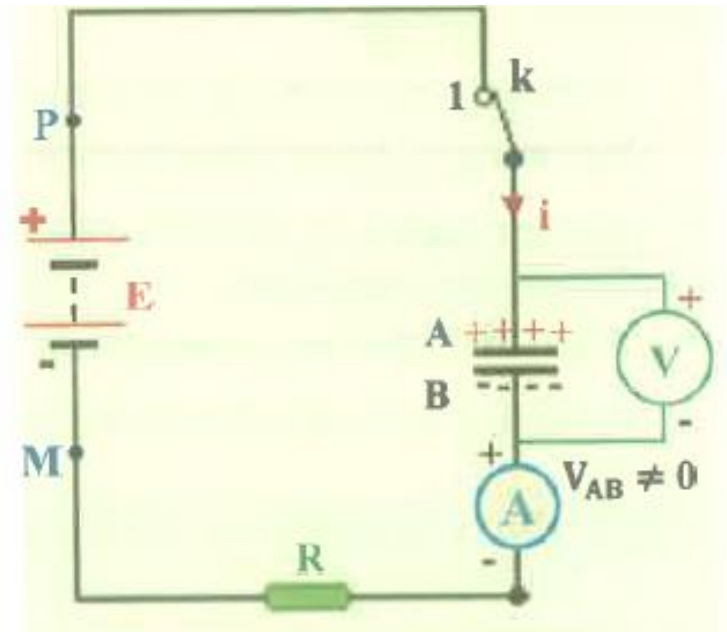 1 k
P
+
i
E
+
A ++++
V
-
B ----
-
M
+
V_AB ≠ 0
A
R
-